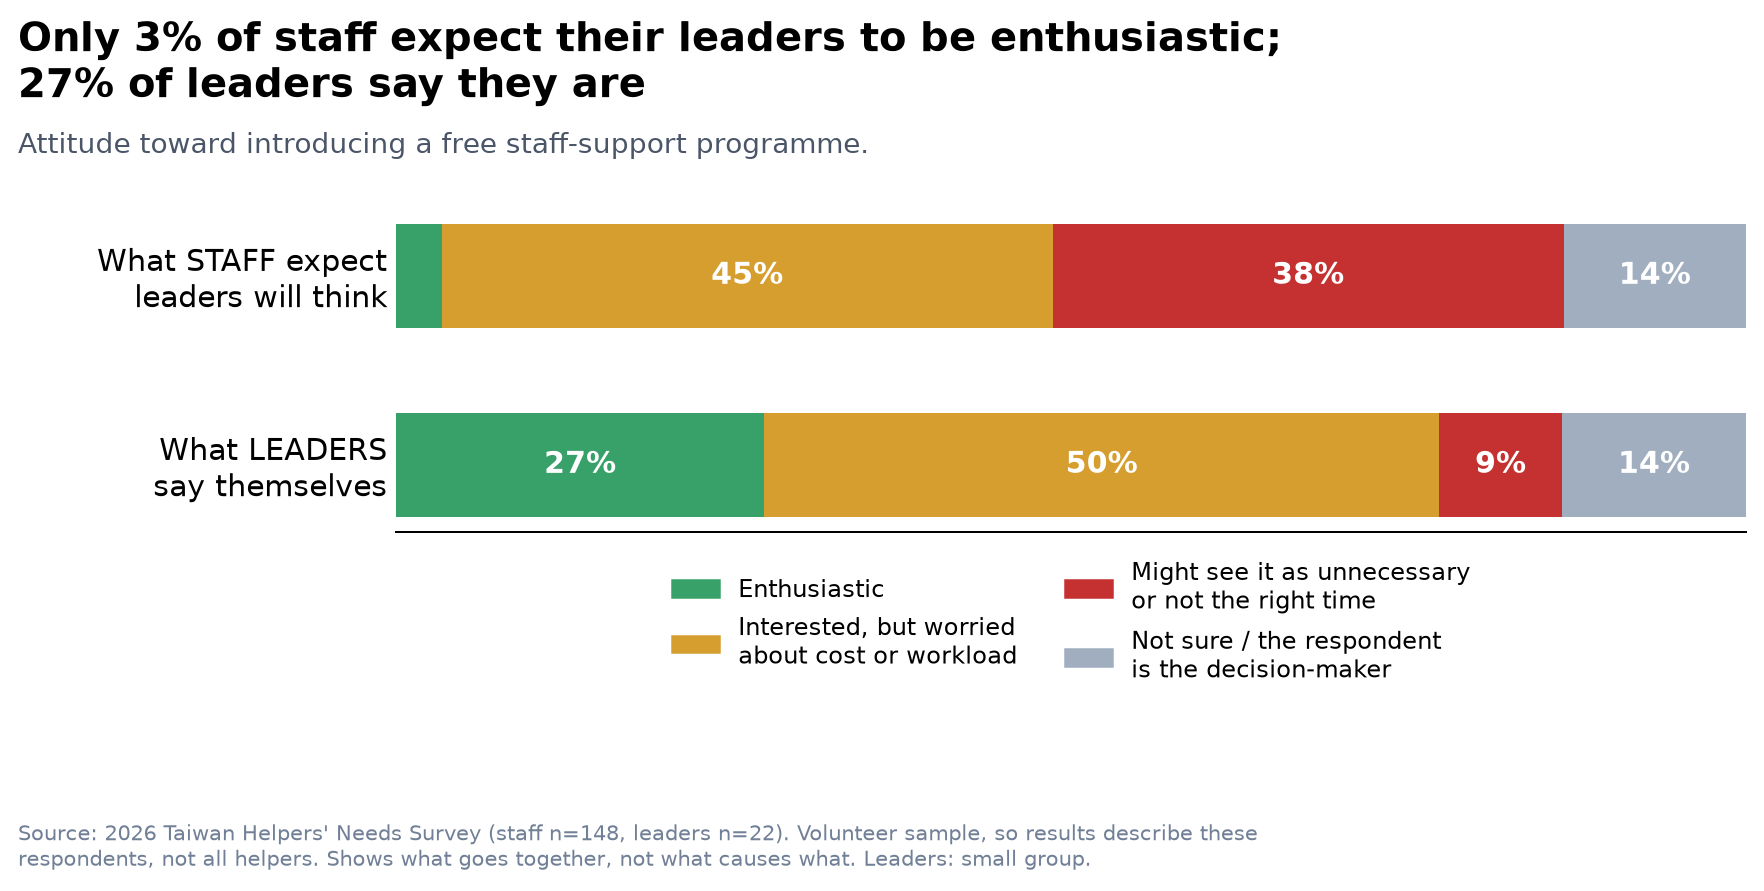 Only 3% of staff expect their leaders to be enthusiastic;
27% of leaders say they are
Attitude toward introducing a free staff-support programme.
What STAFF expect
leaders will think
45%
38%
14%
What LEADERS
say themselves
27%
50%
9%
14%
Enthusiastic
Interested, but worried
about cost or workload
Might see it as unnecessary
or not the right time
Not sure / the respondent
is the decision-maker
Source: 2026 Taiwan Helpers' Needs Survey (staff n=148, leaders n=22). Volunteer sample, so results describe these
respondents, not all helpers. Shows what goes together, not what causes what. Leaders: small group.